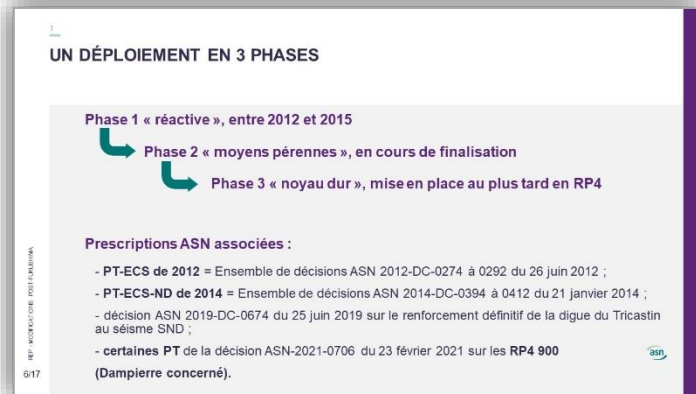 1
UN DÉPLOIEMENT EN 3 PHASES
Phase 1 « réactive », entre 2012 et 2015
Phase 2 « moyens pérennes », en cours de finalisation
Phase 3 « noyau dur », mise en place au plus tard en RP4
Prescriptions ASN associées :
- PT-ECS de 2012 = Ensemble de décisions ASN 2012-DC-0274 à 0292 du 26 juin 2012 ;
- PT-ECS-ND de 2014 = Ensemble de décisions ASN 2014-DC-0394 à 0412 du 21 janvier 2014 ;
- décision ASN 2019-DC-0674 du 25 juin 2019 sur le renforcement définitif de la digue du Tricastin
au séisme SND ;
- certaines PT de la décision ASN-2021-0706 du 23 février 2021 sur les RP4 900
(Dampierre concerné).
asn
REP - MODIFICATIONS POST-FUKUSHIMA
6/17